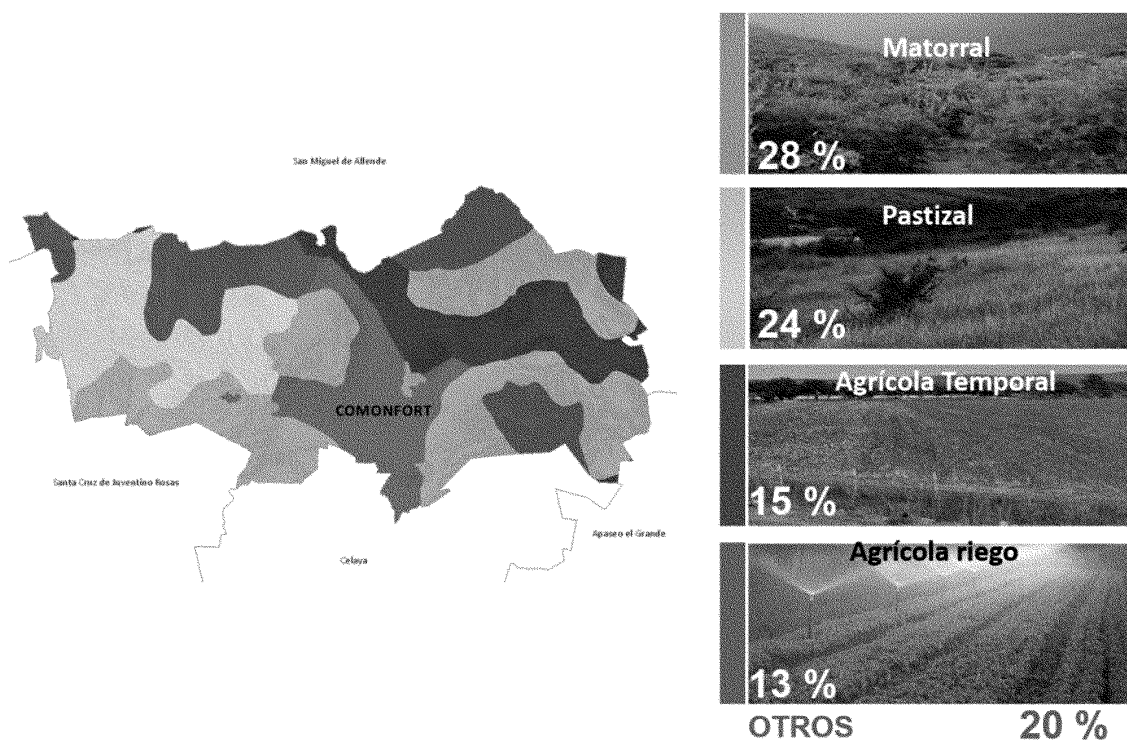 San Miguel de Allende
COMONFORT
Santa Cruz de Juventino Rosas
Apaseo el Grande
Celaya
Matorral
28 %
Pastizal
24 %
Agrícola Temporal
15 %
Agrícola riego
13 %
OTROS 20 %